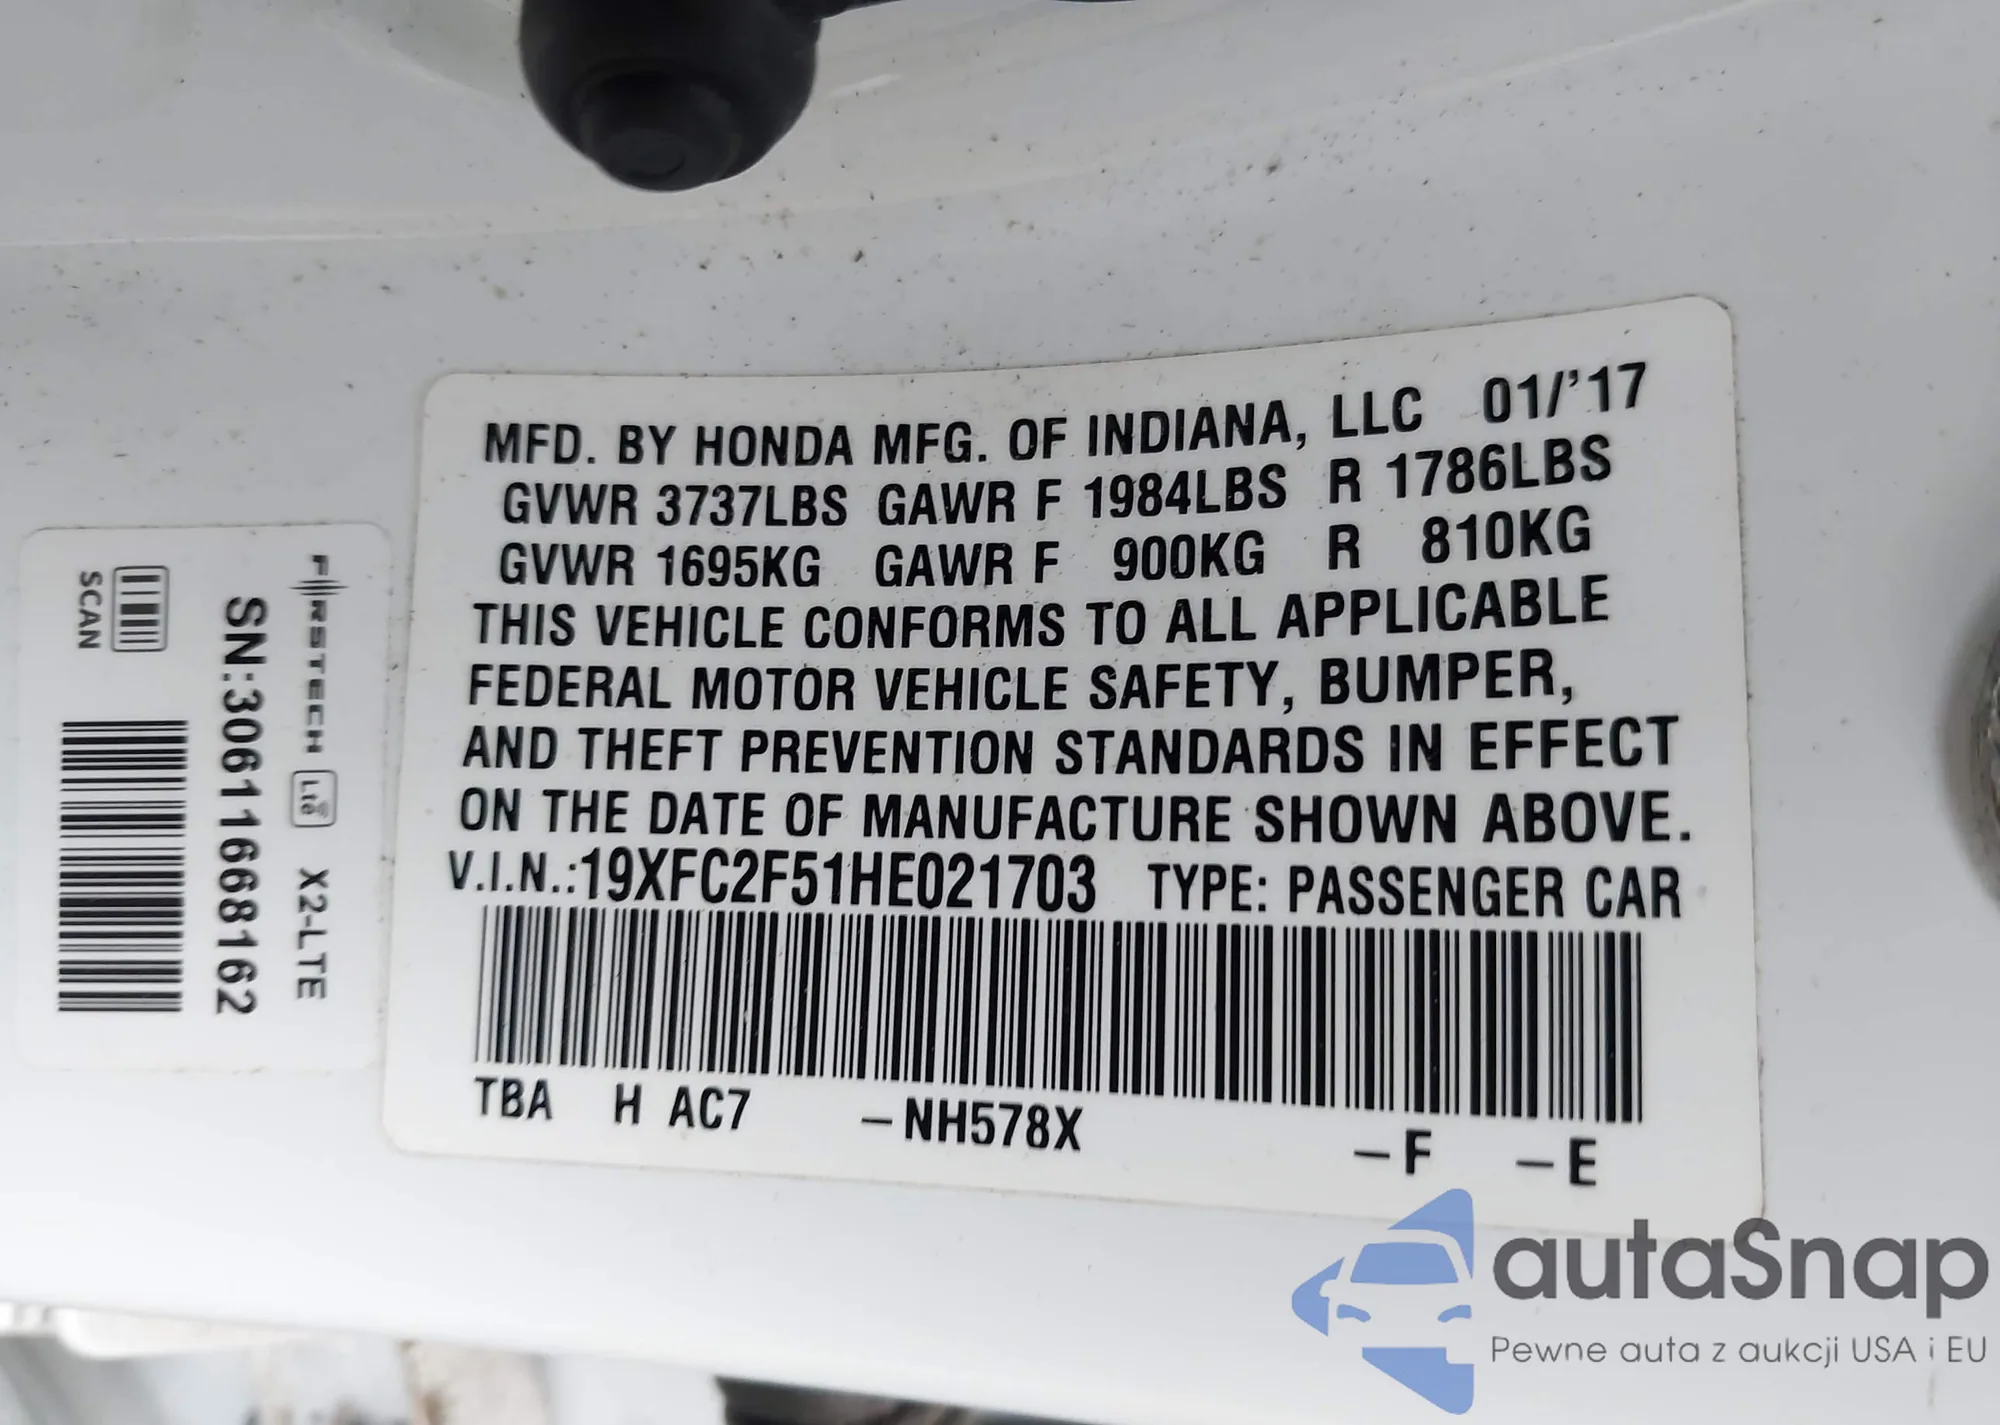 MFD. BY HONDA MFG. OF INDIANA, LLC 01/'17
GVWR 3737LBS GAWR F 1984LBS R 1786LBS
GVWR 1695KG GAWR F 900KG R 810KG
THIS VEHICLE CONFORMS TO ALL APPLICABLE
FEDERAL MOTOR VEHICLE SAFETY, BUMPER,
AND THEFT PREVENTION STANDARDS IN EFFECT
ON THE DATE OF MANUFACTURE SHOWN ABOVE.
V.I.N.:19XFC2F51HE021703 TYPE: PASSENGER CAR
TBA H AC7 -NH578X -F -E
FIRSTECH Lte X2-LTE
SN:30611668162
SCAN
autaSnap
Pewne auta z aukcji USA i EU